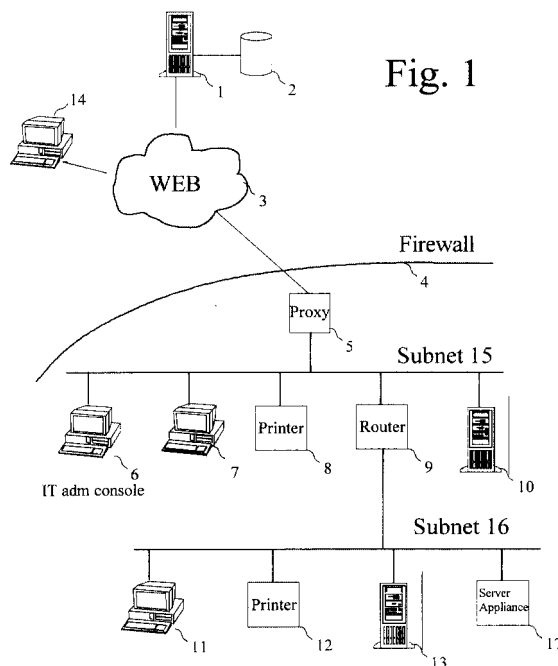 Fig. 1
1
2
14
WEB
3
Firewall
4
Proxy
5
Subnet 15
Printer
Router
6
7
8
9
10
IT adm console
Subnet 16
Printer
Server
Appliance
11
12
13
17